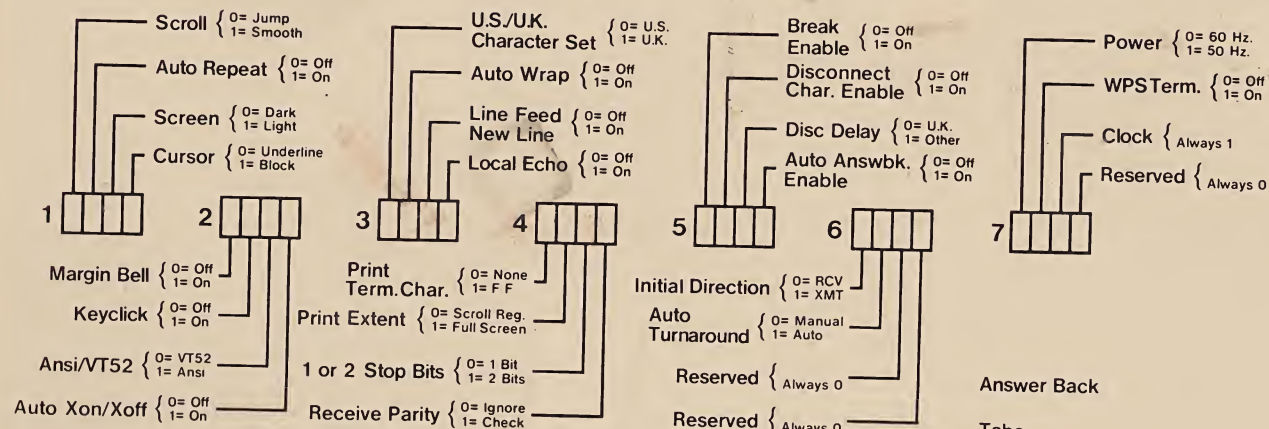 Scroll { 0= Jump
1= Smooth
Auto Repeat { 0= Off
1= On
Screen { 0= Dark
1= Light
Cursor { 0= Underline
1= Block
1
2
Margin Bell { 0= Off
1= On
Keyclick { 0= Off
1= On
Ansi/VT52 { 0= VT52
1= Ansi
Auto Xon/Xoff { 0= Off
1= On
U.S./U.K.
Character Set { 0= U.S.
1= U.K.
Auto Wrap { 0= Off
1= On
Line Feed
New Line { 0= Off
1= On
Local Echo { 0= Off
1= On
3
4
Print
Term.Char. { 0= None
1= F F
Print Extent { 0= Scroll Reg.
1= Full Screen
1 or 2 Stop Bits { 0= 1 Bit
1= 2 Bits
Receive Parity { 0= Ignore
1= Check
Break
Enable { 0= Off
1= On
Disconnect
Char. Enable { 0= Off
1= On
Disc Delay { 0= U.K.
1= Other
Auto Answbk.
Enable { 0= Off
1= On
5
6
Initial Direction { 0= RCV
1= XMT
Auto
Turnaround { 0= Manual
1= Auto
Reserved { Always 0
Reserved { Always 0
Power { 0= 60 Hz.
1= 50 Hz.
WPS Term. { 0= Off
1= On
Clock { Always 1
Reserved { Always 0
7
Answer Back